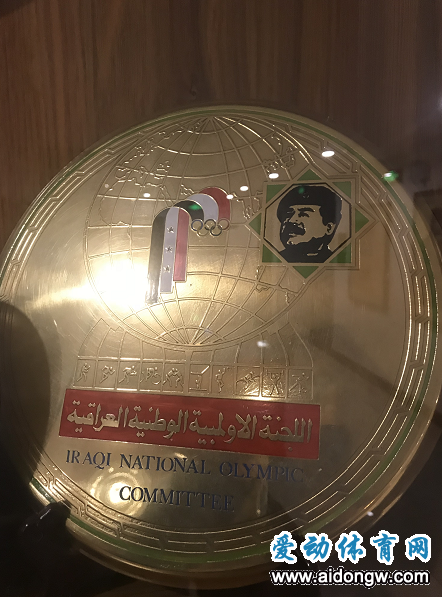 اللجنة الاولمبية الوطنية العراقية
IRAQI NATIONAL OLYMPIC
COMMITTEE
爱动体育网
www.aidongw.com